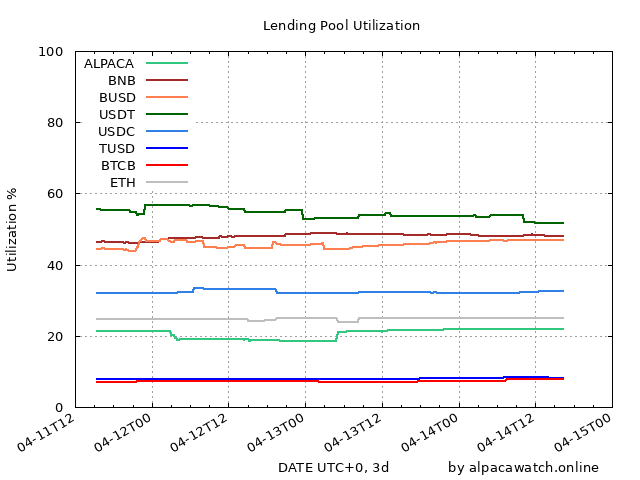 Lending Pool Utilization
100
80
60
40
20
0
Utilization %
ALPACA
BNB
BUSD
USDT
USDC
TUSD
BTCB
ETH
04-11T12
04-12T00
04-12T12
04-13T00
04-13T12
04-14T00
04-14T12
04-15T00
DATE UTC+0, 3d
by alpacawatch.online